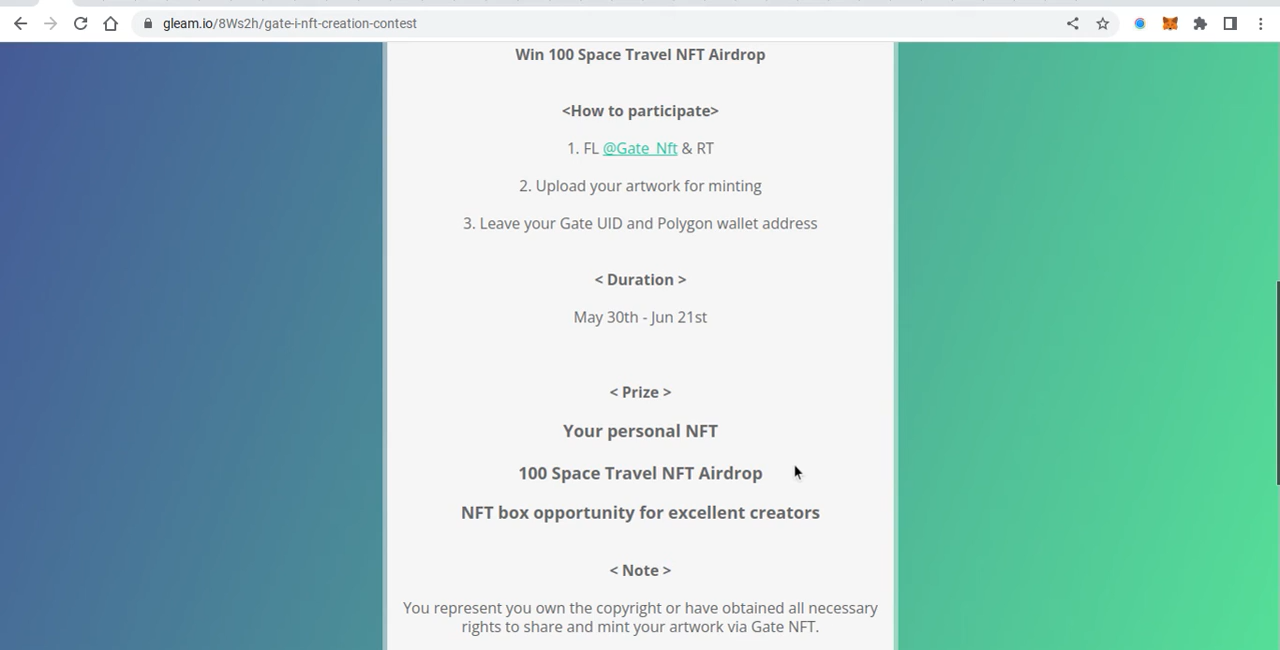 gleam.io/8Ws2h/gate-i-nft-creation-contest
Win 100 Space Travel NFT Airdrop
<How to participate>
1. FL @Gate_Nft & RT
2. Upload your artwork for minting
3. Leave your Gate UID and Polygon wallet address
< Duration >
May 30th - Jun 21st
< Prize >
Your personal NFT
100 Space Travel NFT Airdrop
NFT box opportunity for excellent creators
< Note >
You represent you own the copyright or have obtained all necessary
rights to share and mint your artwork via Gate NFT.